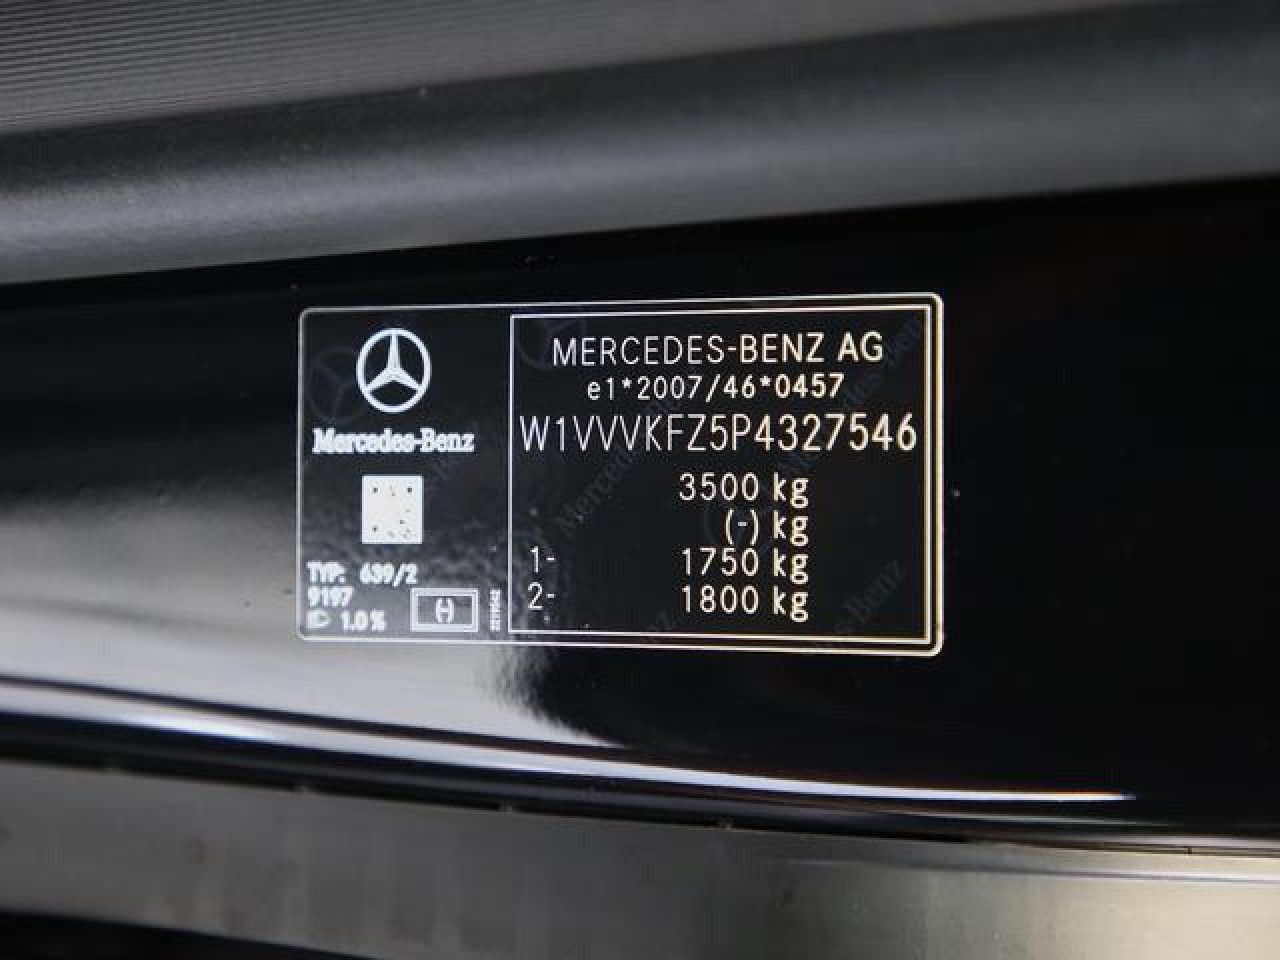 Mercedes-Benz
TYP: 639/2
9197
1.0 %
(-)
MERCEDES-BENZ AG
e1*2007/46*0457
W1VVVKFZ5P4327546
3500 kg
(-) kg
1- 1750 kg
2- 1800 kg